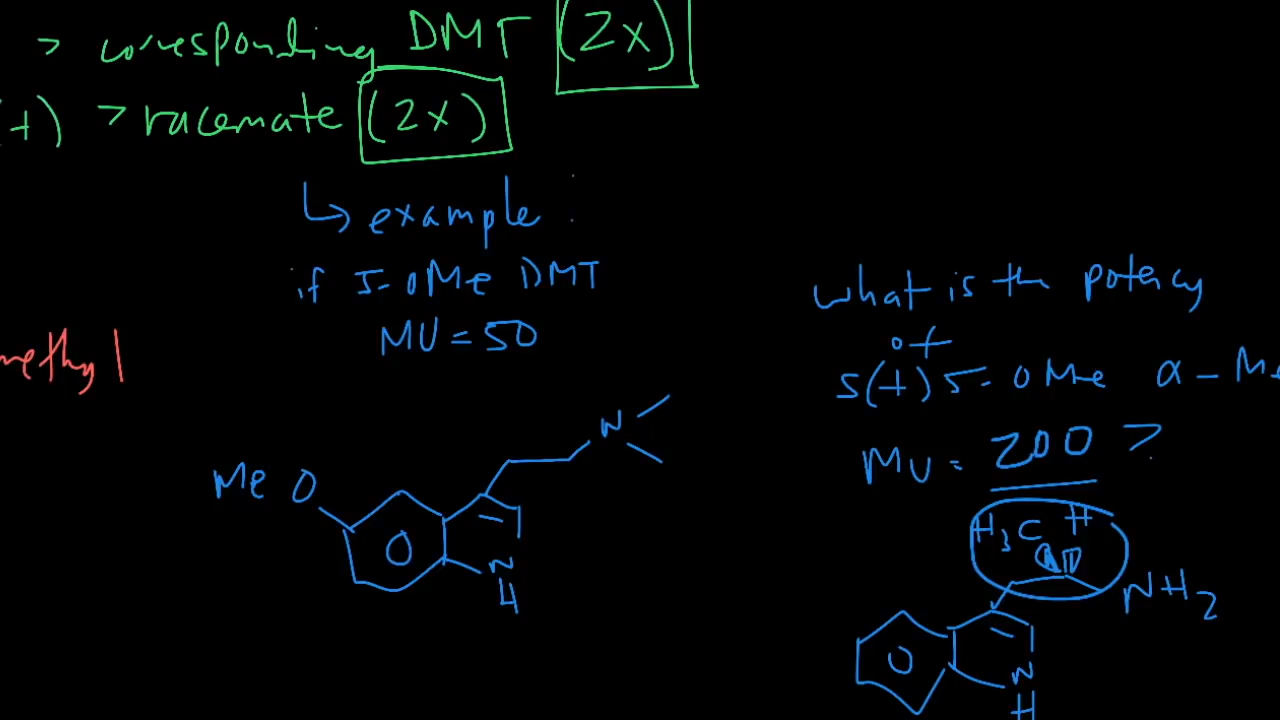 > corresponding DMT (2x)
(+) > racemate (2x)
↳ example :
if 5-OMe DMT
MU = 50
methyl
what is the potency
of
S(+) 5-OMe α-Me
MU = 200 ?
MeO
N
N
H
H3C H
NH2
N
H